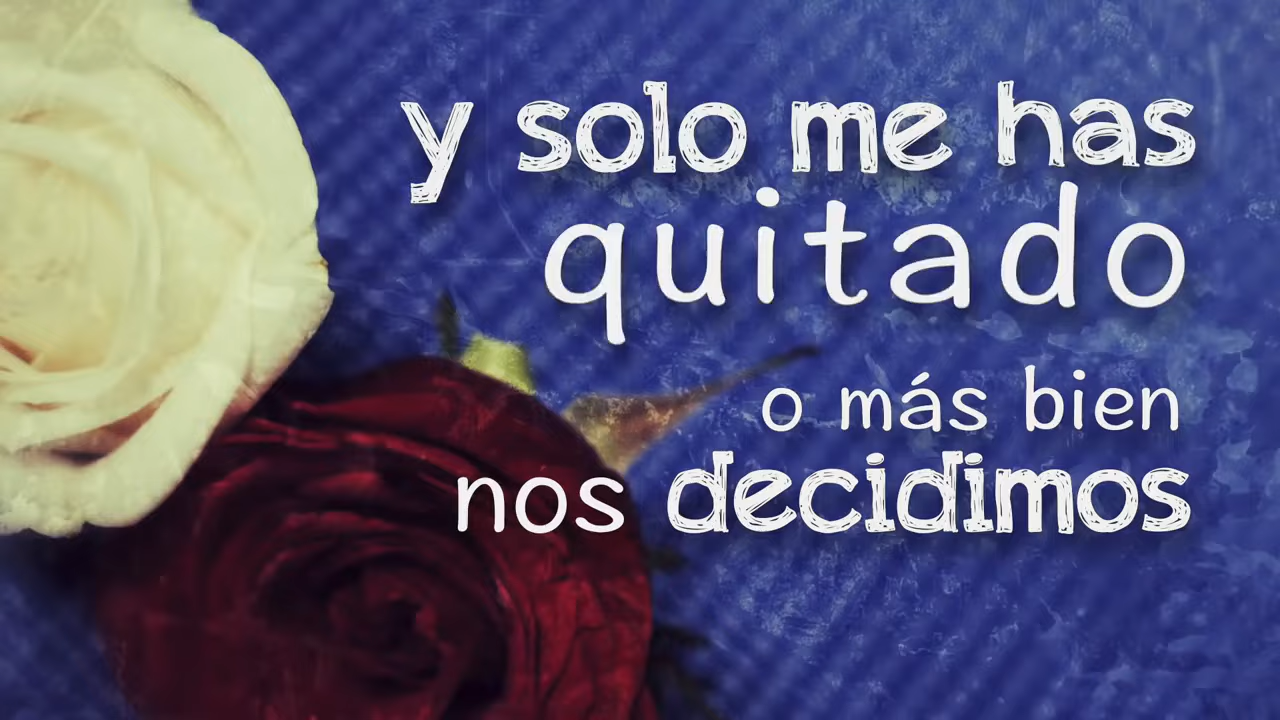 y solo me has
quitado
o más bien
nos decidimos